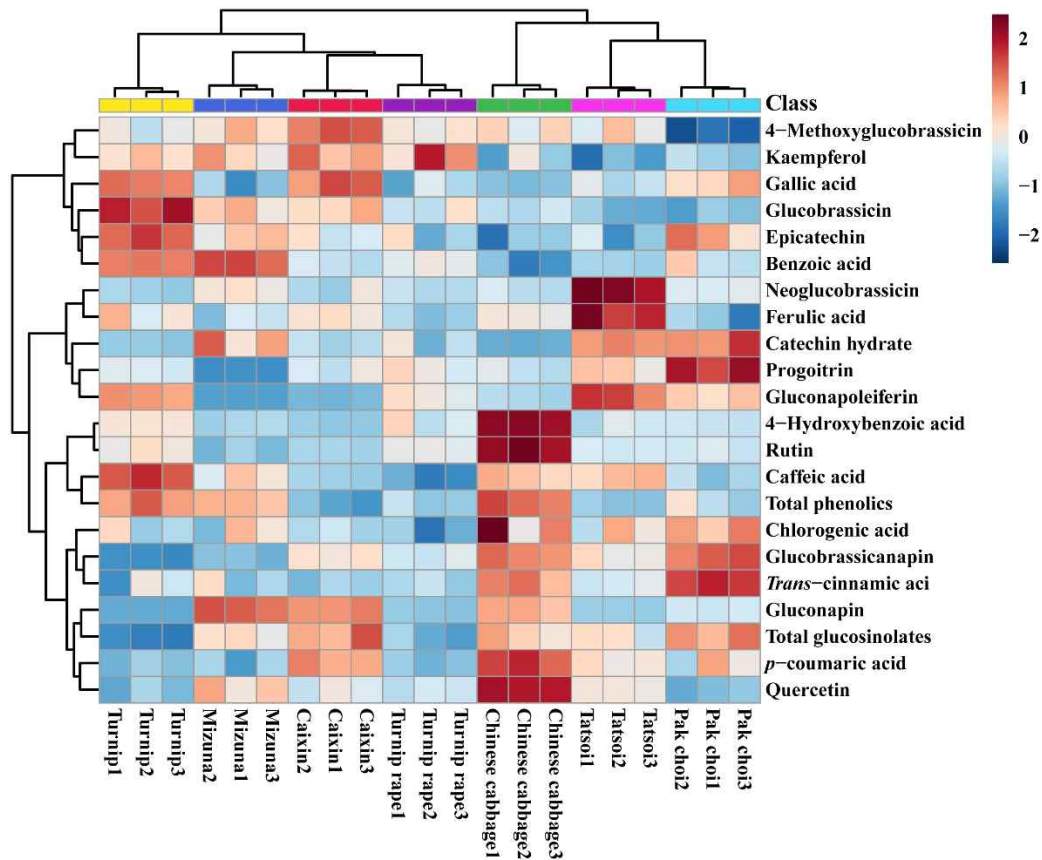 Class
4−Methoxyglucobrassicin
Kaempferol
Gallic acid
Glucobrassicin
Epicatechin
Benzoic acid
Neoglucobrassicin
Ferulic acid
Catechin hydrate
Progoitrin
Gluconapoleiferin
4−Hydroxybenzoic acid
Rutin
Caffeic acid
Total phenolics
Chlorogenic acid
Glucobrassicanapin
Trans−cinnamic aci
Gluconapin
Total glucosinolates
p−coumaric acid
Quercetin
2
1
0
−1
−2
Turnip1
Turnip2
Turnip3
Mizuna2
Mizuna1
Mizuna3
Caixin2
Caixin1
Caixin3
Turnip rape1
Turnip rape2
Turnip rape3
Chinese cabbage1
Chinese cabbage2
Chinese cabbage3
Tatsoi1
Tatsoi2
Tatsoi3
Pak choi2
Pak choi1
Pak choi3